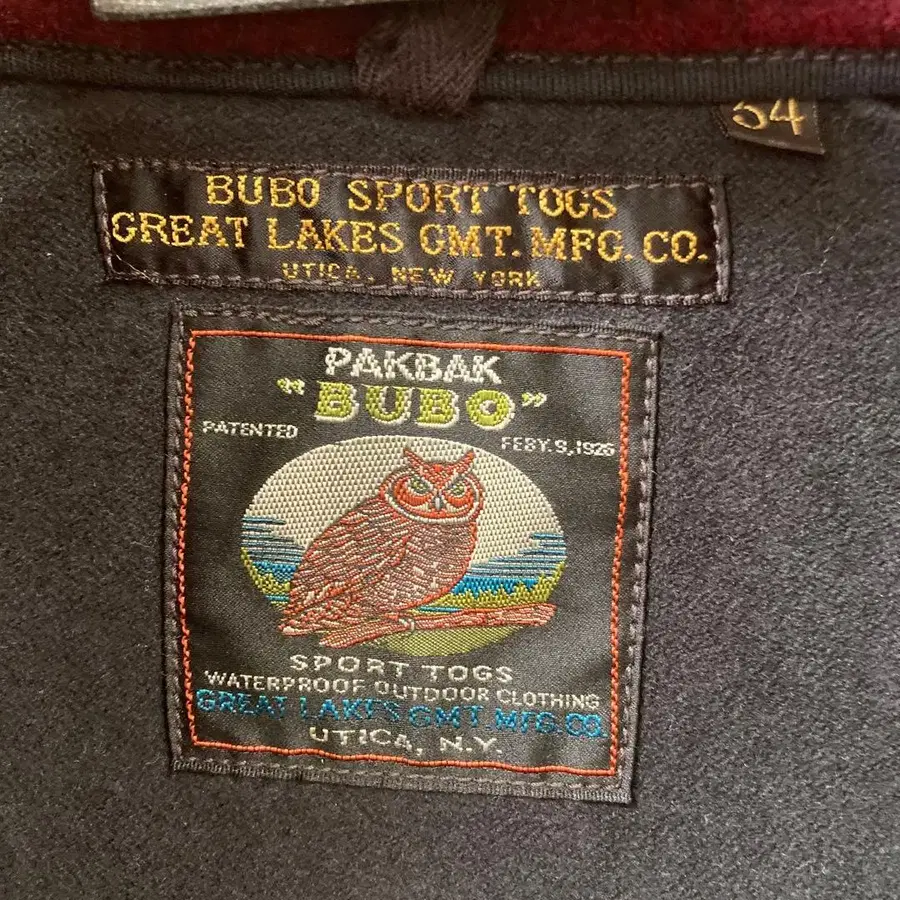 34
BUBO SPORT TOGS
GREAT LAKES GMT. MFG. CO.
UTICA, NEW YORK
PAKBAK
"BUBO"
PATENTED
FEBY. 9, 1926
SPORT TOGS
WATERPROOF OUTDOOR CLOTHING
GREAT LAKES GMT. MFG. CO.
UTICA, N.Y.